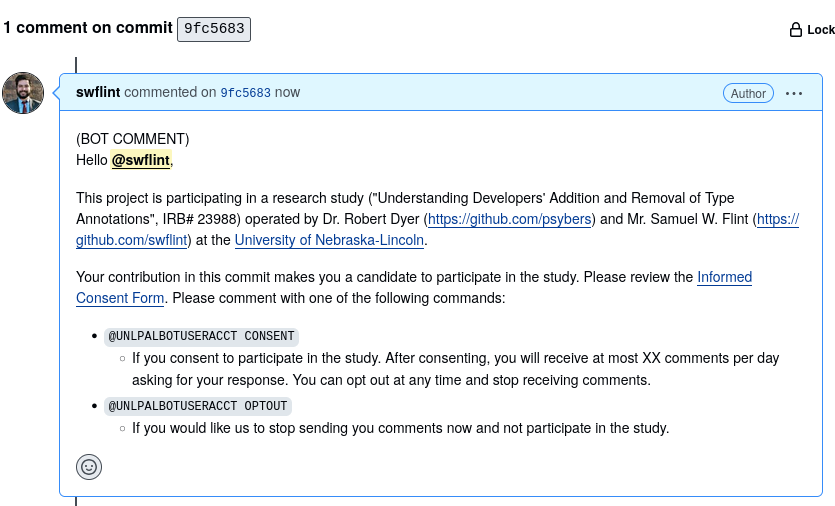 1 comment on commit 9fc5683
Lock
swflint commented on 9fc5683 now
Author
(BOT COMMENT)
Hello @swflint,
This project is participating in a research study ("Understanding Developers' Addition and Removal of Type
Annotations", IRB# 23988) operated by Dr. Robert Dyer (https://github.com/psybers) and Mr. Samuel W. Flint (https://
github.com/swflint) at the University of Nebraska-Lincoln.
Your contribution in this commit makes you a candidate to participate in the study. Please review the Informed
Consent Form. Please comment with one of the following commands:
• @UNLPALBOTUSERACCT CONSENT
○ If you consent to participate in the study. After consenting, you will receive at most XX comments per day
asking for your response. You can opt out at any time and stop receiving comments.
• @UNLPALBOTUSERACCT OPTOUT
○ If you would like us to stop sending you comments now and not participate in the study.